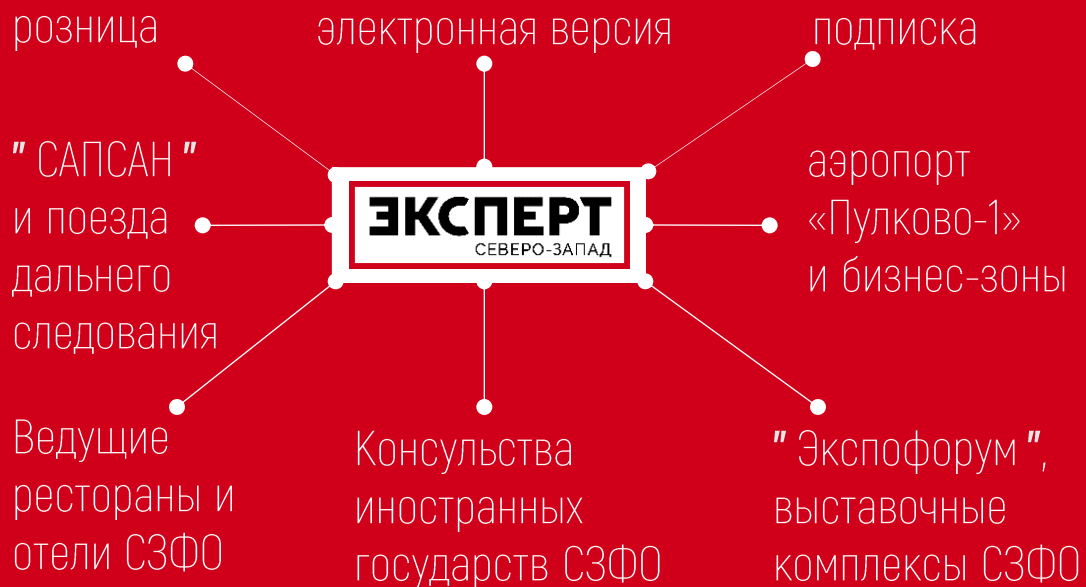 розница
электронная версия
подписка
" САПСАН "
и поезда
дальнего
следования
ЭКСПЕРТ
СЕВЕРО-ЗАПАД
аэропорт
«Пулково-1»
и бизнес-зоны
Ведущие
рестораны и
отели СЗФО
Консульства
иностранных
государств СЗФО
" Экспофорум ",
выставочные
комплексы СЗФО